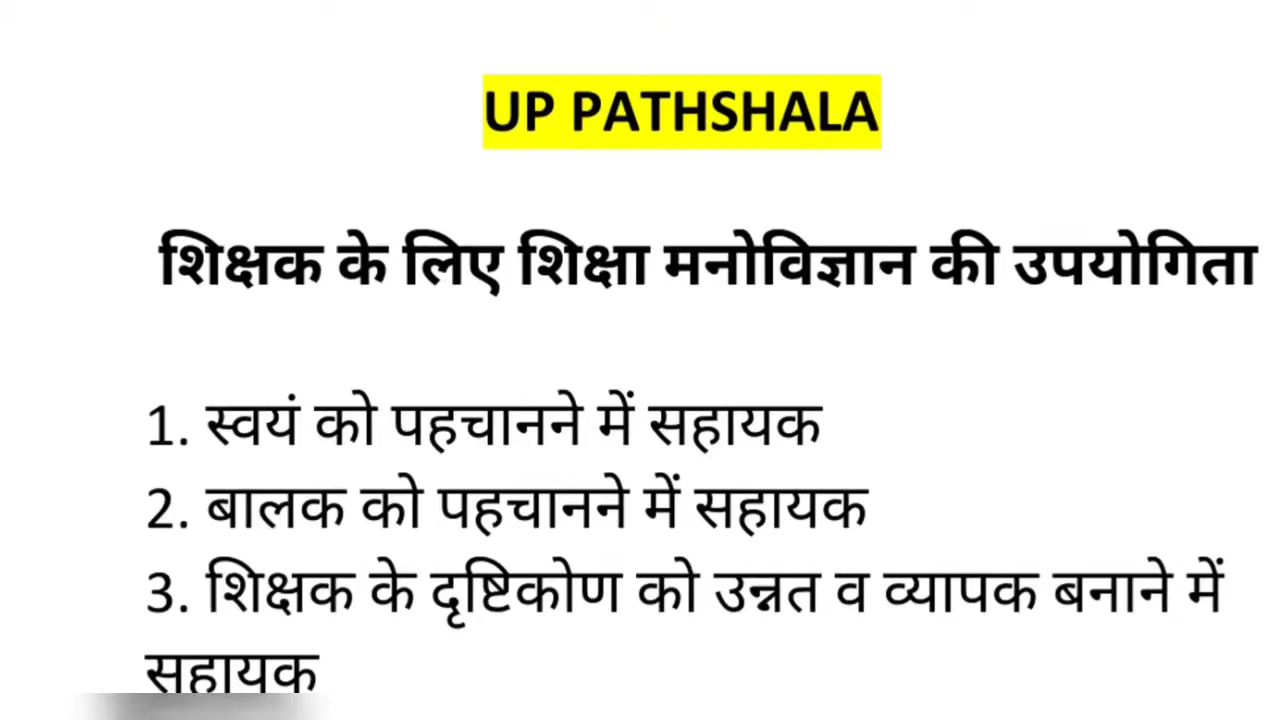 UP PATHSHALA
शिक्षक के लिए शिक्षा मनोविज्ञान की उपयोगिता
1. स्वयं को पहचानने में सहायक
2. बालक को पहचानने में सहायक
3. शिक्षक के दृष्टिकोण को उन्नत व व्यापक बनाने में
सहायक